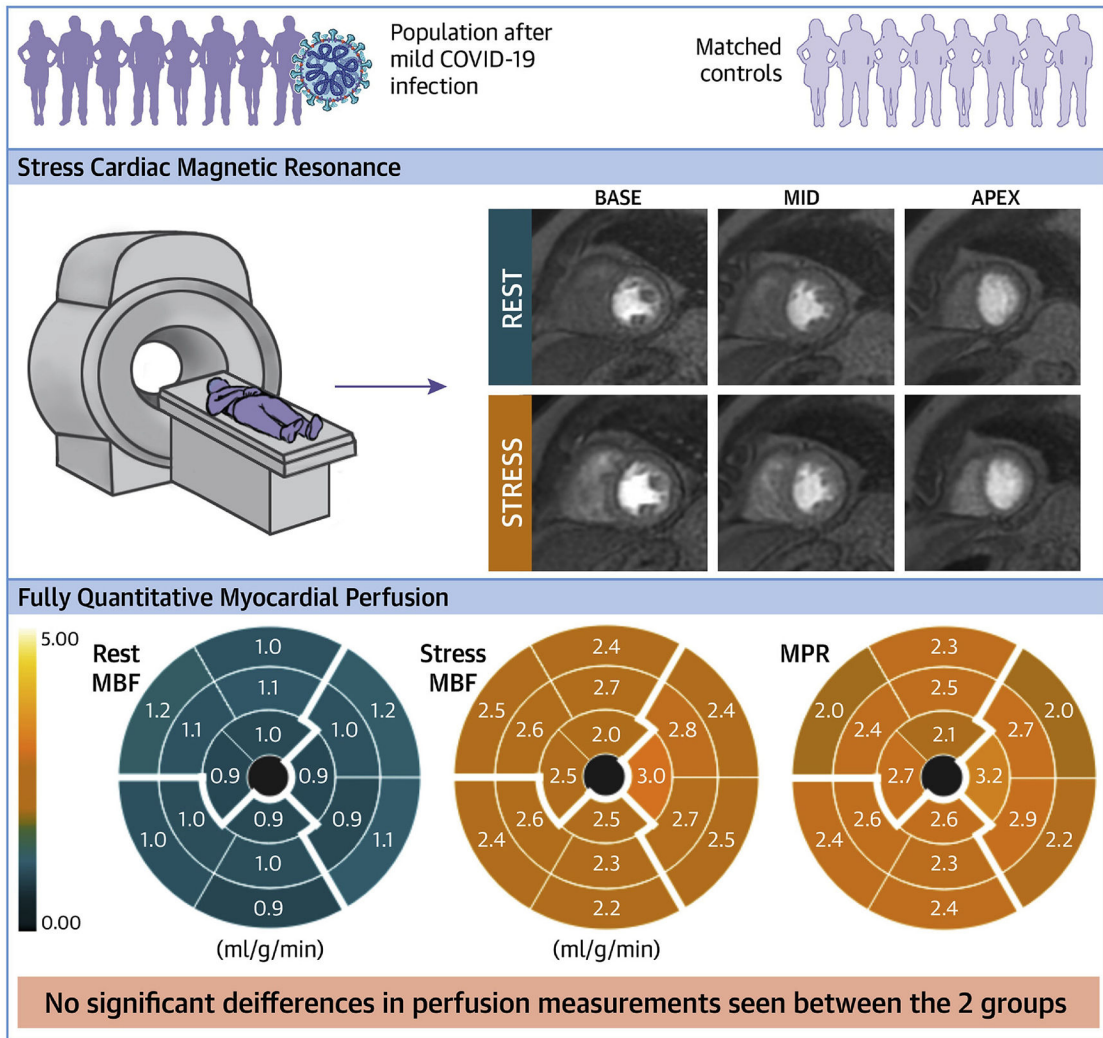 Population after
mild COVID-19
infection
Matched
controls
Stress Cardiac Magnetic Resonance
BASE
MID
APEX
REST
STRESS
Fully Quantitative Myocardial Perfusion
5.00
0.00
Rest
MBF
1.0
1.2
1.1
1.2
1.1
1.0
1.0
0.9
0.9
1.0
0.9
0.9
1.0
1.1
1.0
0.9
(ml/g/min)
Stress
MBF
2.4
2.5
2.7
2.4
2.6
2.8
2.0
2.5
3.0
2.6
2.5
2.7
2.4
2.5
2.3
2.2
(ml/g/min)
MPR
2.3
2.0
2.5
2.0
2.4
2.7
2.1
2.7
3.2
2.6
2.6
2.9
2.4
2.2
2.3
2.4
No significant deifferences in perfusion measurements seen between the 2 groups